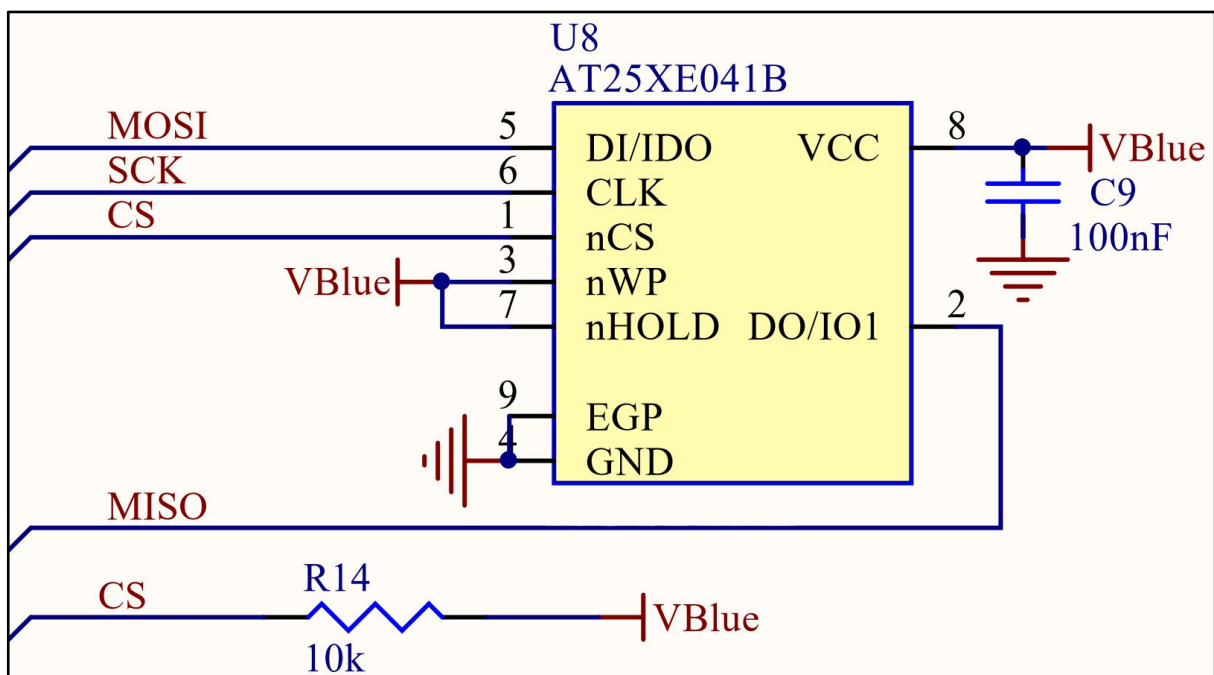 U8
AT25XE041B
MOSI 5 DI/IDO VCC 8 VBlue
SCK 6 CLK C9
CS 1 nCS 100nF
VBlue 3 nWP
7 nHOLD DO/IO1 2
9 EGP
4 GND
MISO
CS R14 VBlue
10k